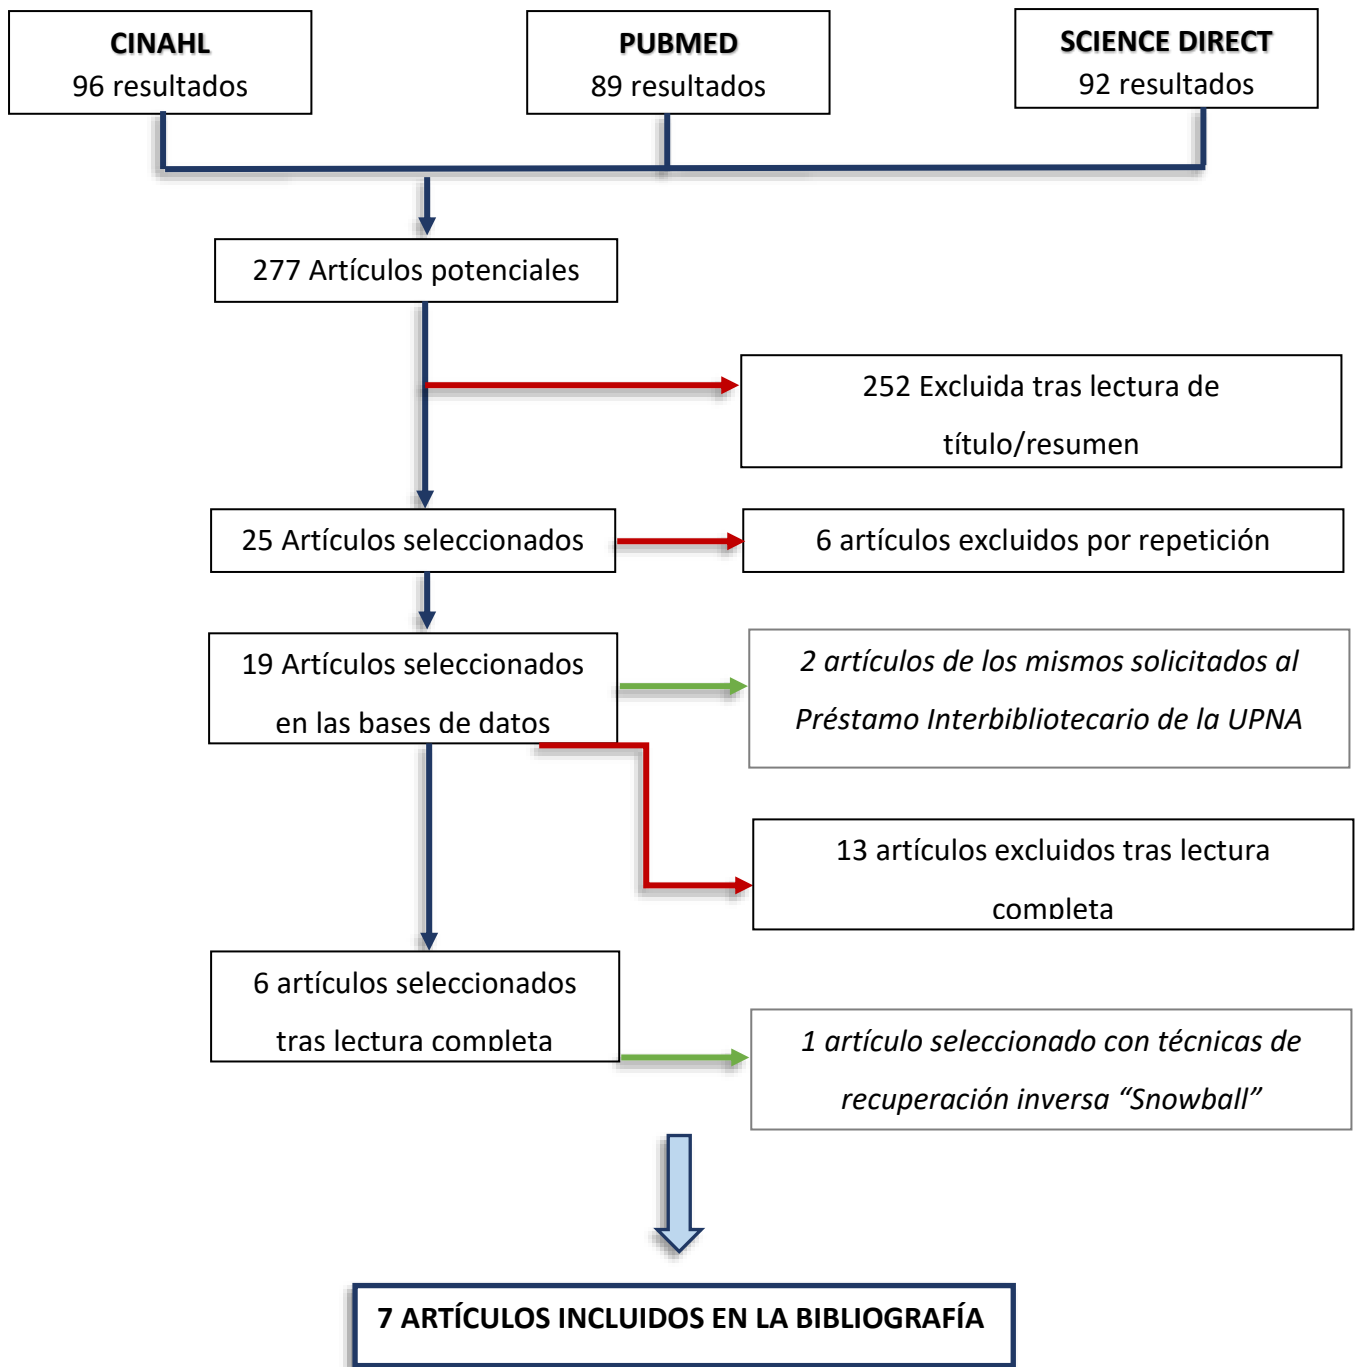 CINAHL
96 resultados
PUBMED
89 resultados
SCIENCE DIRECT
92 resultados
277 Artículos potenciales
252 Excluida tras lectura de
título/resumen
25 Artículos seleccionados
6 artículos excluidos por repetición
19 Artículos seleccionados
en las bases de datos
2 artículos de los mismos solicitados al
Préstamo Interbibliotecario de la UPNA
13 artículos excluidos tras lectura
completa
6 artículos seleccionados
tras lectura completa
1 artículo seleccionado con técnicas de
recuperación inversa “Snowball”
7 ARTÍCULOS INCLUIDOS EN LA BIBLIOGRAFÍA